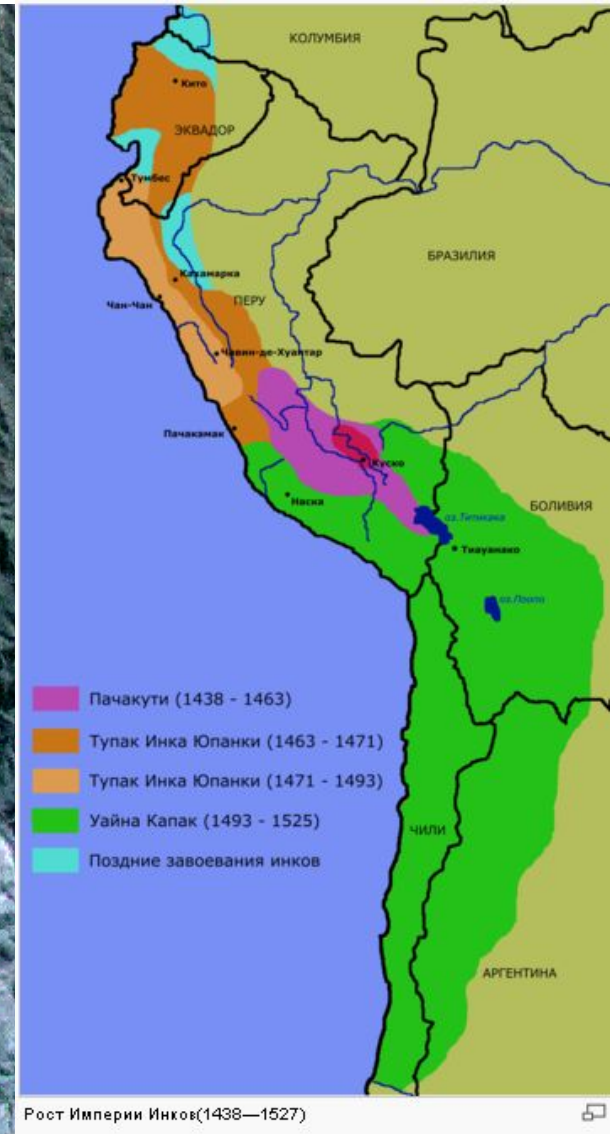 КОЛУМБИЯ
Кито
ЭКВАДОР
Тумбес
БРАЗИЛИЯ
Кахамарка
ПЕРУ
Чан-Чан
Чавин-де-Хуантар
Пачакамак
Куско
Наска
БОЛИВИЯ
оз.Титикака
Тиауанако
оз.Поопо
Пачакути (1438 - 1463)
Тупак Инка Юпанки (1463 - 1471)
Тупак Инка Юпанки (1471 - 1493)
Уайна Капак (1493 - 1525)
ЧИЛИ
Поздние завоевания инков
АРГЕНТИНА
Рост Империи Инков(1438—1527)